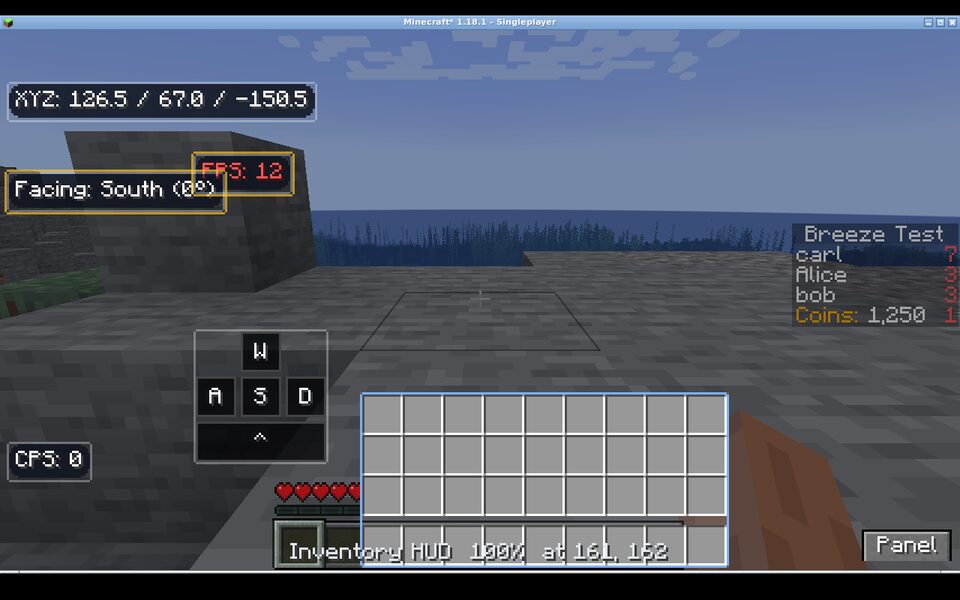 Minecraft* 1.18.1 - Singleplayer
XYZ: 126.5 / 67.0 / -150.5
FPS: 12
Facing: South (0°)
Breeze Test
carl 7
Alice 3
bob 3
Coins: 1,250 1
W
A S D
^
CPS: 0
Inventory HUD 100% at 161, 162
Panel